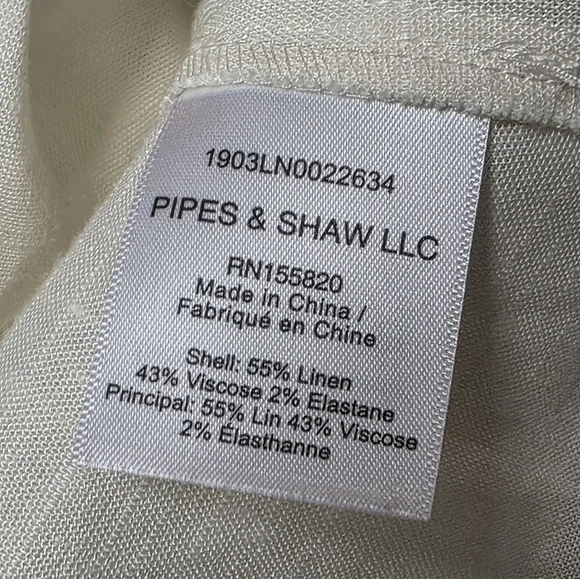 1903LN0022634
PIPES & SHAW LLC
RN155820
Made in China /
Fabriqué en Chine
Shell: 55% Linen
43% Viscose 2% Elastane
Principal: 55% Lin 43% Viscose
2% Élasthanne